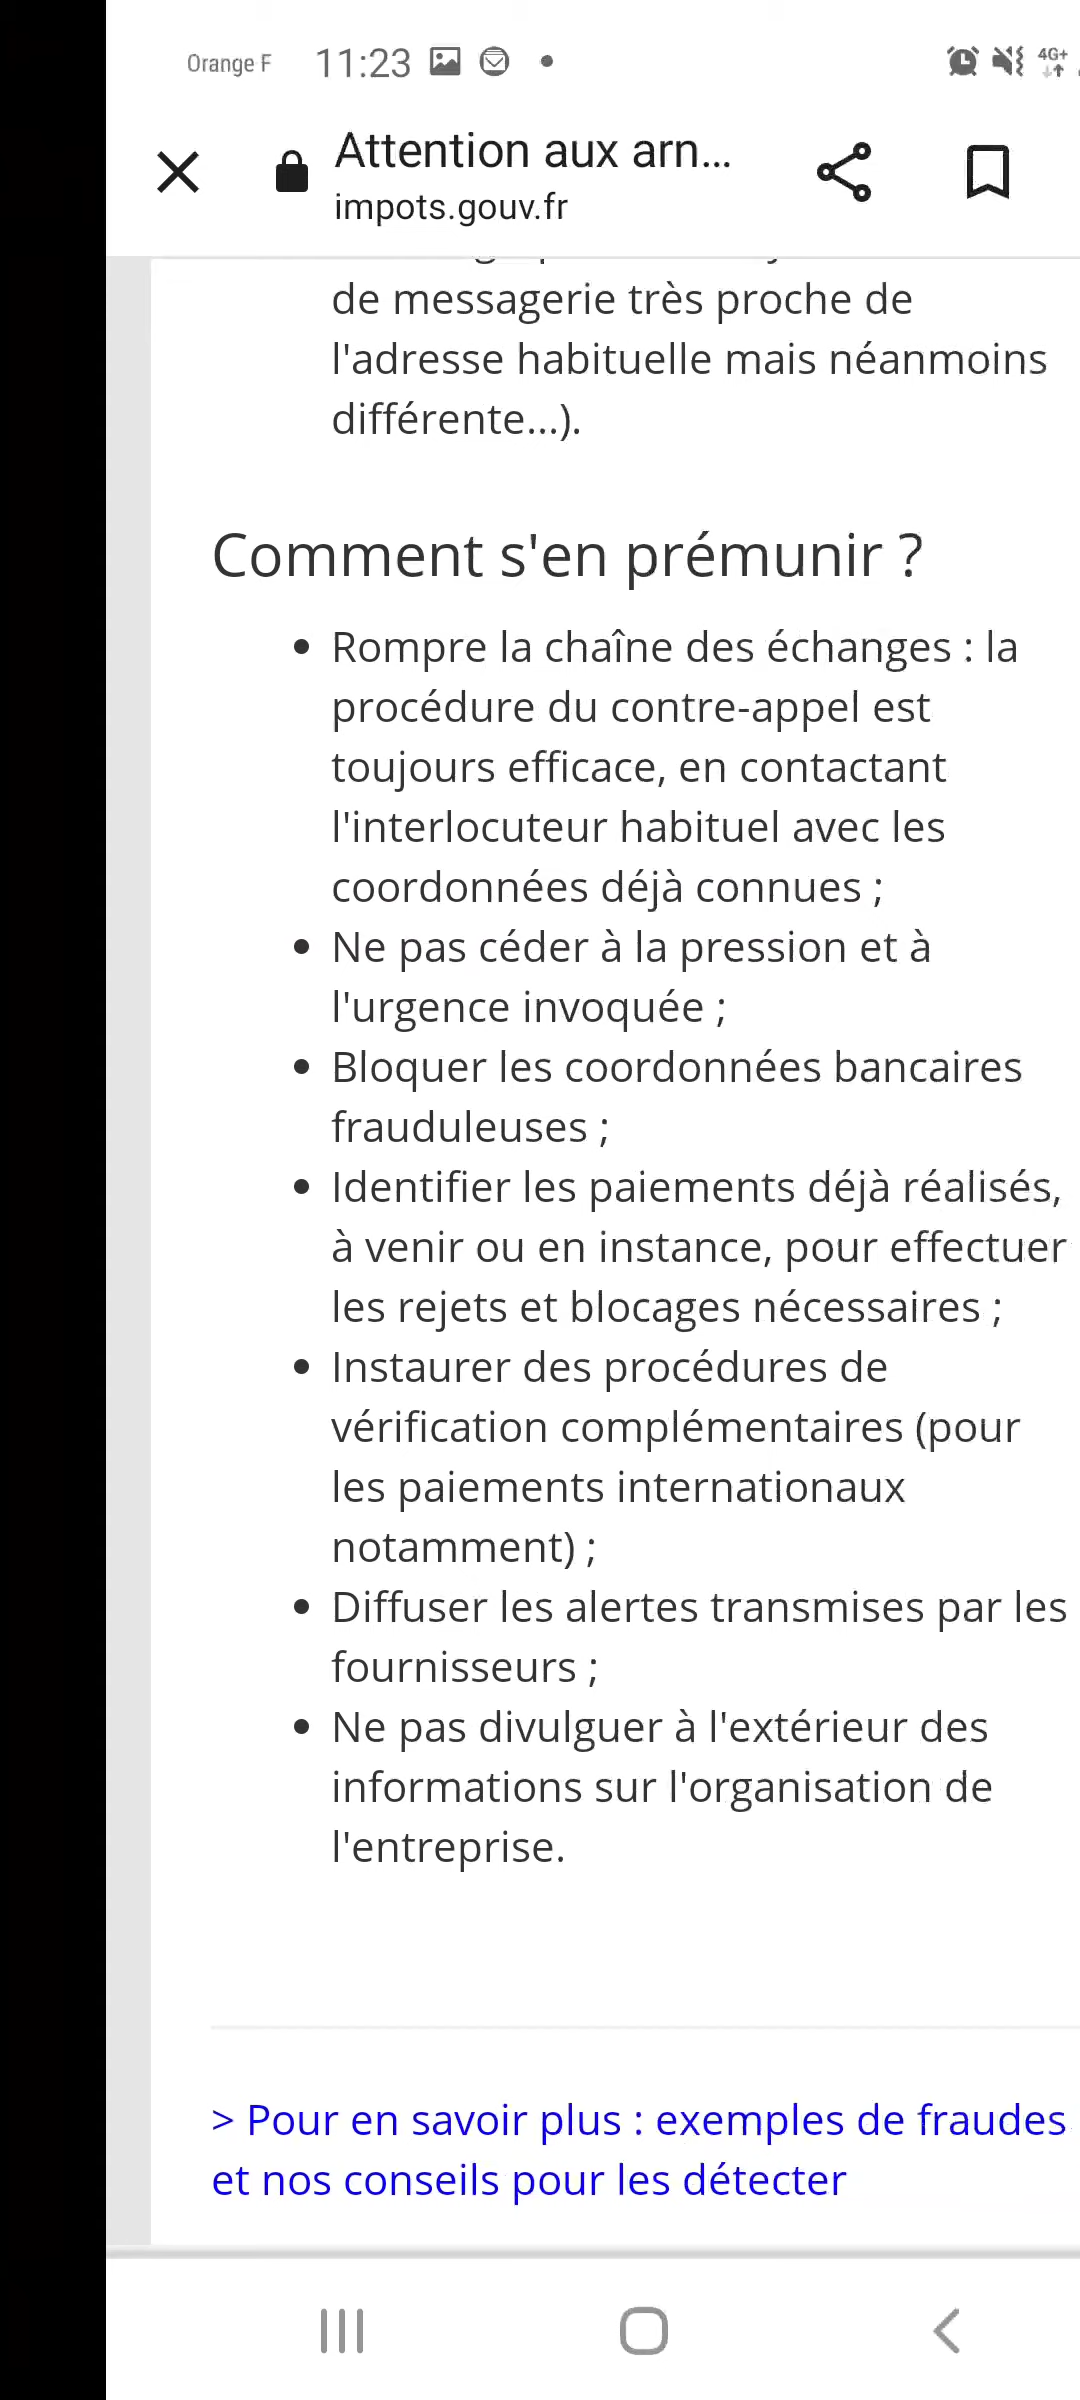 Orange F 11:23 4G+
Attention aux arn...
impots.gouv.fr
de messagerie très proche de
l'adresse habituelle mais néanmoins
différente...).
Comment s'en prémunir ?
• Rompre la chaîne des échanges : la
procédure du contre-appel est
toujours efficace, en contactant
l'interlocuteur habituel avec les
coordonnées déjà connues ;
• Ne pas céder à la pression et à
l'urgence invoquée ;
• Bloquer les coordonnées bancaires
frauduleuses ;
• Identifier les paiements déjà réalisés,
à venir ou en instance, pour effectuer
les rejets et blocages nécessaires ;
• Instaurer des procédures de
vérification complémentaires (pour
les paiements internationaux
notamment) ;
• Diffuser les alertes transmises par les
fournisseurs ;
• Ne pas divulguer à l'extérieur des
informations sur l'organisation de
l'entreprise.
> Pour en savoir plus : exemples de fraudes
et nos conseils pour les détecter